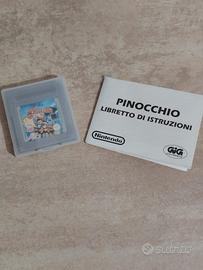 PINOCCHIO
LIBRETTO DI ISTRUZIONI
Nintendo
GiG
subito